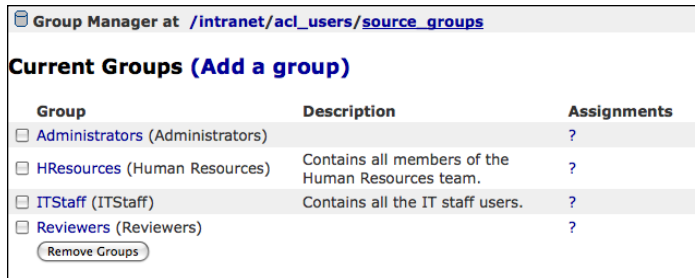 Group Manager at /intranet/acl_users/source_groups
Current Groups (Add a group)
Group Description Assignments
Administrators (Administrators) ?
HResources (Human Resources) Contains all members of the Human Resources team. ?
ITStaff (ITStaff) Contains all the IT staff users. ?
Reviewers (Reviewers) ?
Remove Groups